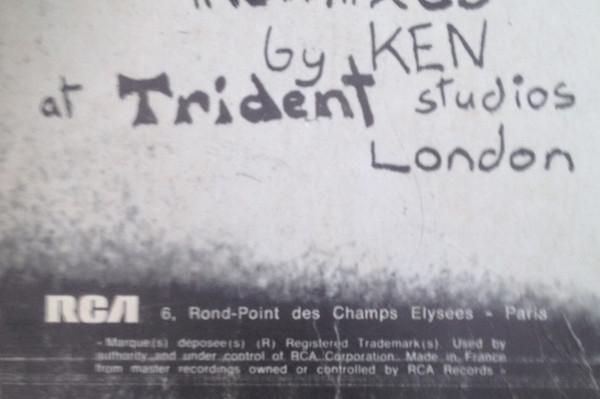 by KEN
at Trident studios
London
RCA 6, Rond-Point des Champs Elysées - Paris
- Marque(s) deposee(s) (R) Registered Trademark(s). Used by
authority and under control of RCA Corporation. Made in France
from master recordings owned or controlled by RCA Records -